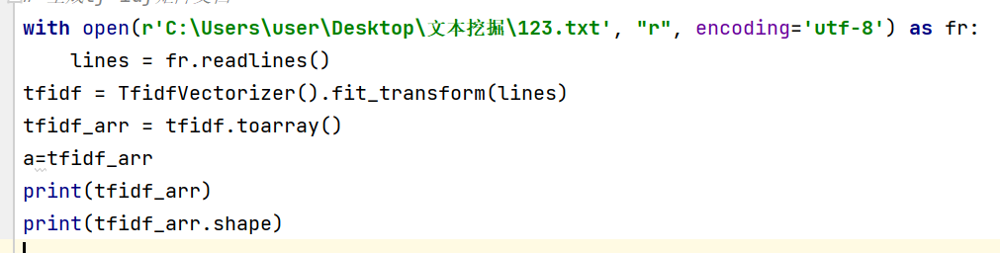 with open(r'C:\Users\user\Desktop\文本挖掘\123.txt', "r", encoding='utf-8') as fr:
    lines = fr.readlines()
tfidf = TfidfVectorizer().fit_transform(lines)
tfidf_arr = tfidf.toarray()
a=tfidf_arr
print(tfidf_arr)
print(tfidf_arr.shape)